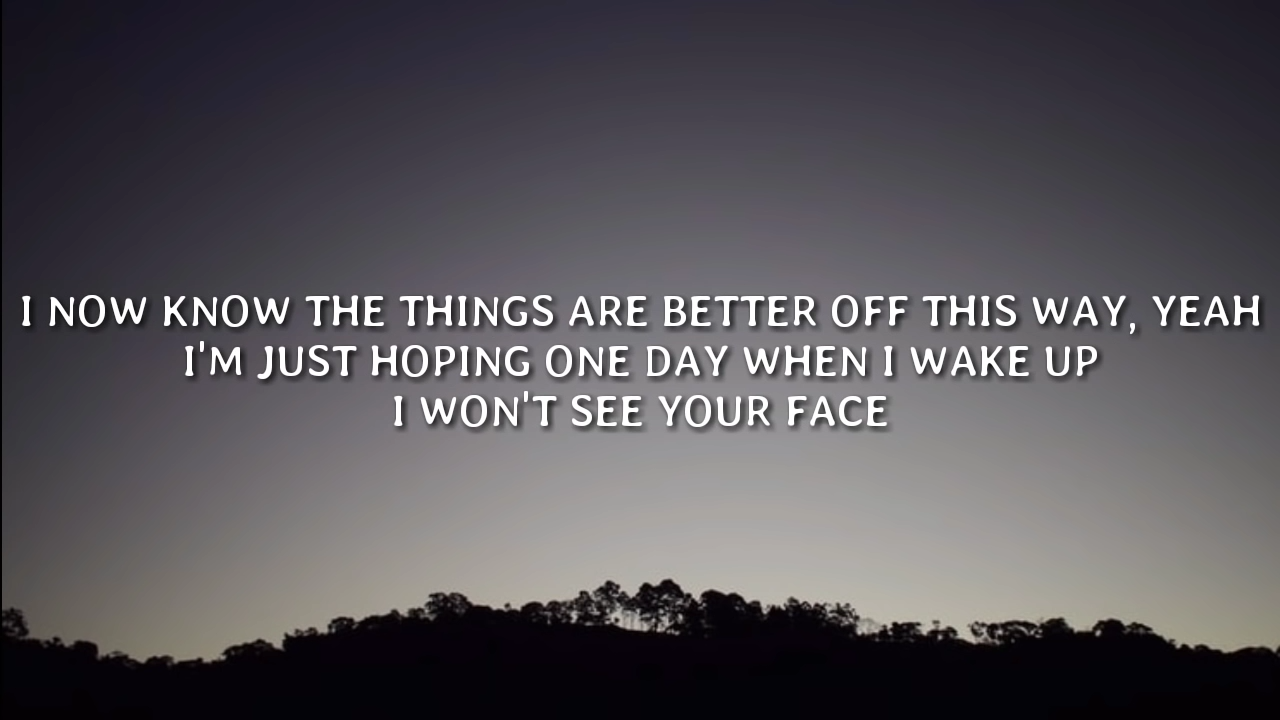 I NOW KNOW THE THINGS ARE BETTER OFF THIS WAY, YEAH
I'M JUST HOPING ONE DAY WHEN I WAKE UP
I WON'T SEE YOUR FACE